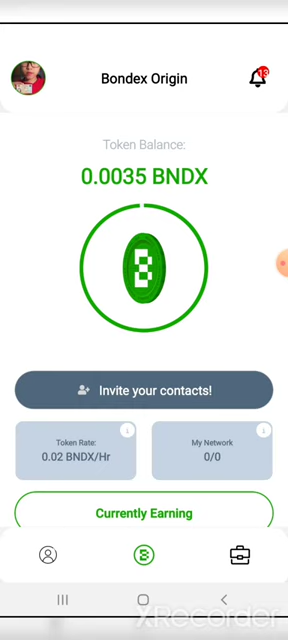 Bondex Origin
13
Token Balance:
0.0035 BNDX
Invite your contacts!
Token Rate:
0.02 BNDX/Hr
My Network
0/0
Currently Earning
XRecorder